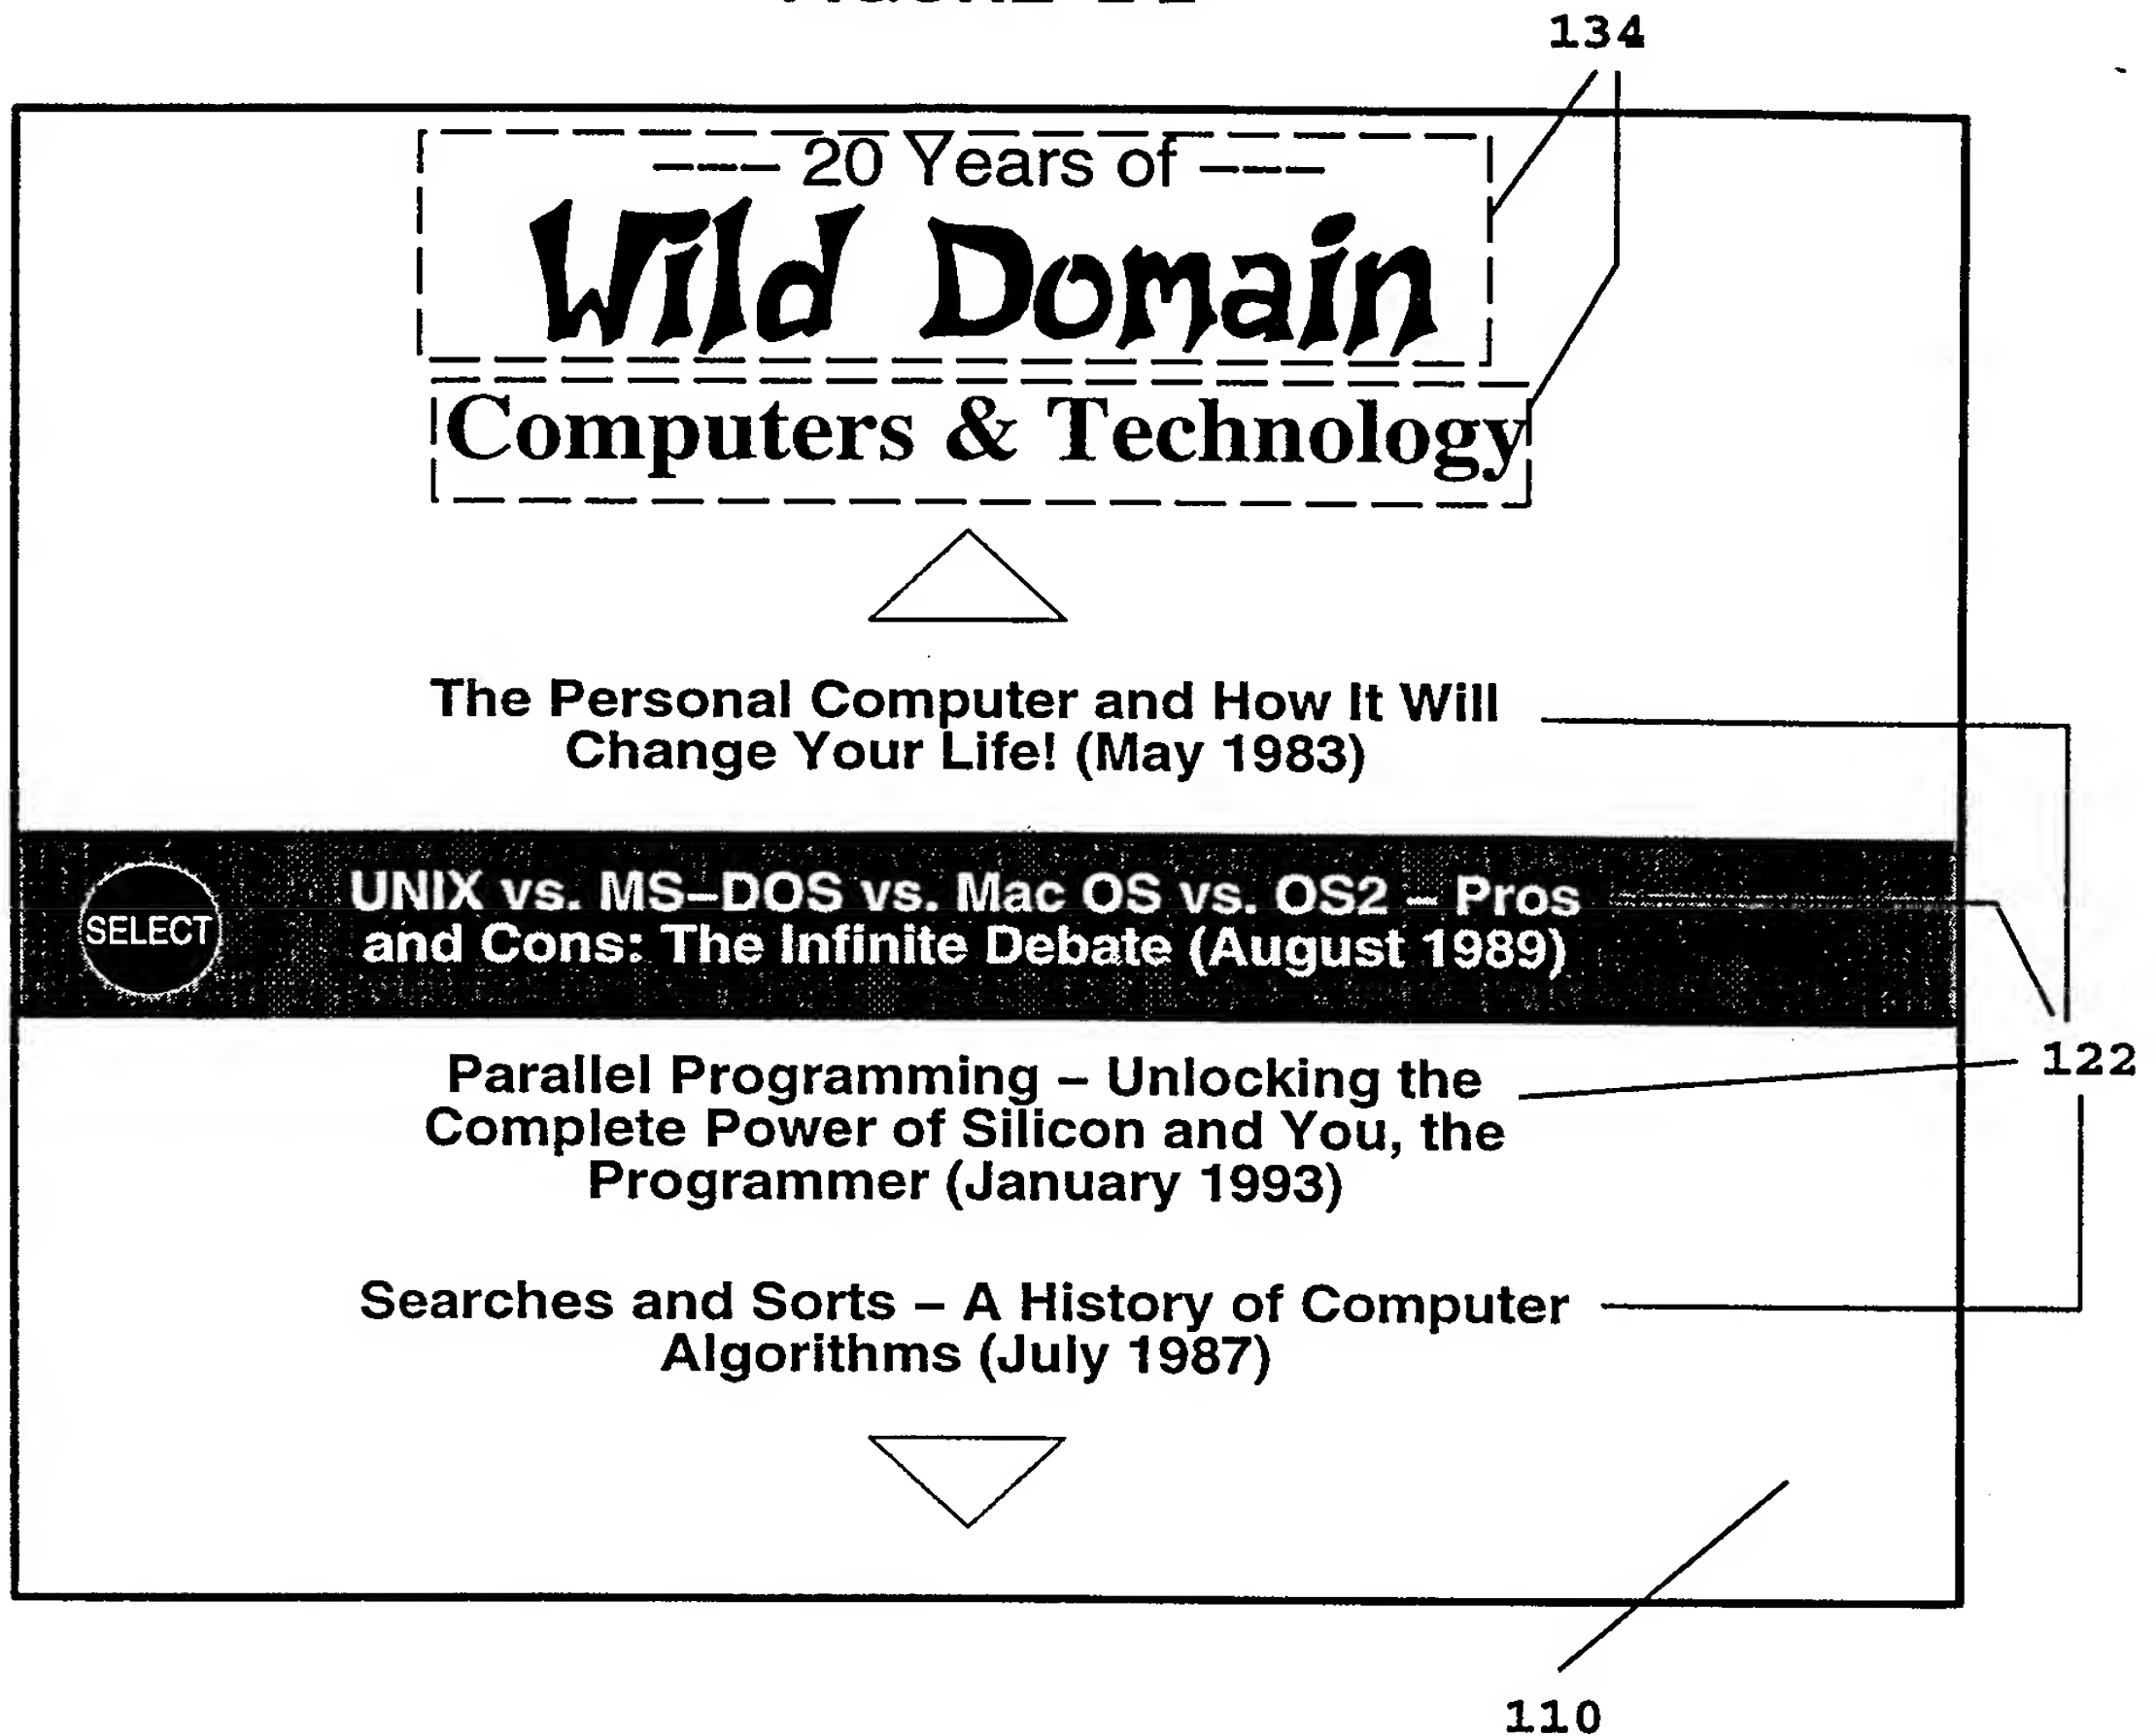 134
--- 20 Years of ---
Wild Domain
Computers & Technology
The Personal Computer and How It Will
Change Your Life! (May 1983)
SELECT
UNIX vs. MS–DOS vs. Mac OS vs. OS2 – Pros
and Cons: The Infinite Debate (August 1989)
122
Parallel Programming – Unlocking the
Complete Power of Silicon and You, the
Programmer (January 1993)
Searches and Sorts – A History of Computer
Algorithms (July 1987)
110